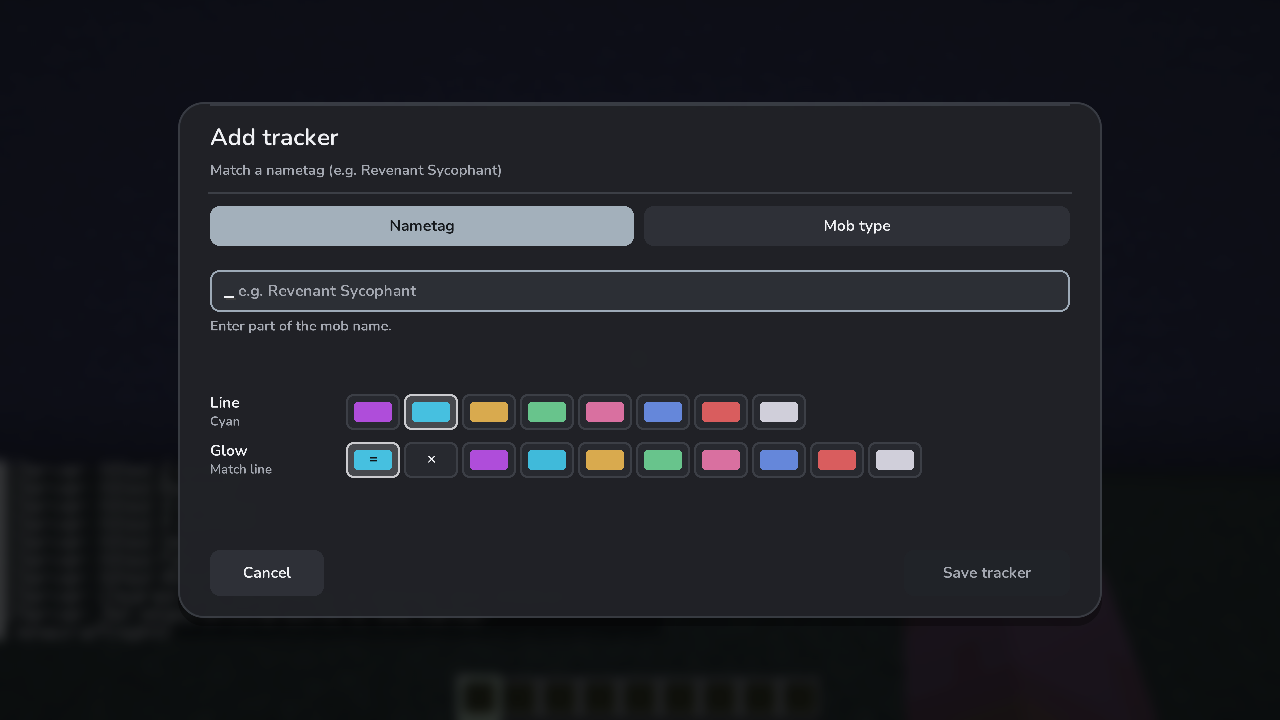 Add tracker
Match a nametag (e.g. Revenant Sycophant)
Nametag
Mob type
_ e.g. Revenant Sycophant
Enter part of the mob name.
Line
Cyan
Glow
Match line
= ×
Cancel
Save tracker